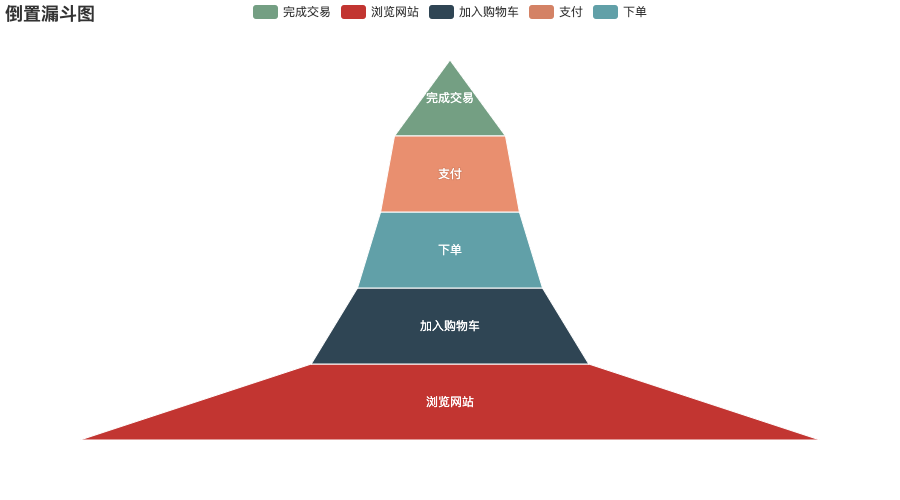 倒置漏斗图
完成交易 浏览网站 加入购物车 支付 下单
完成交易
支付
下单
加入购物车
浏览网站